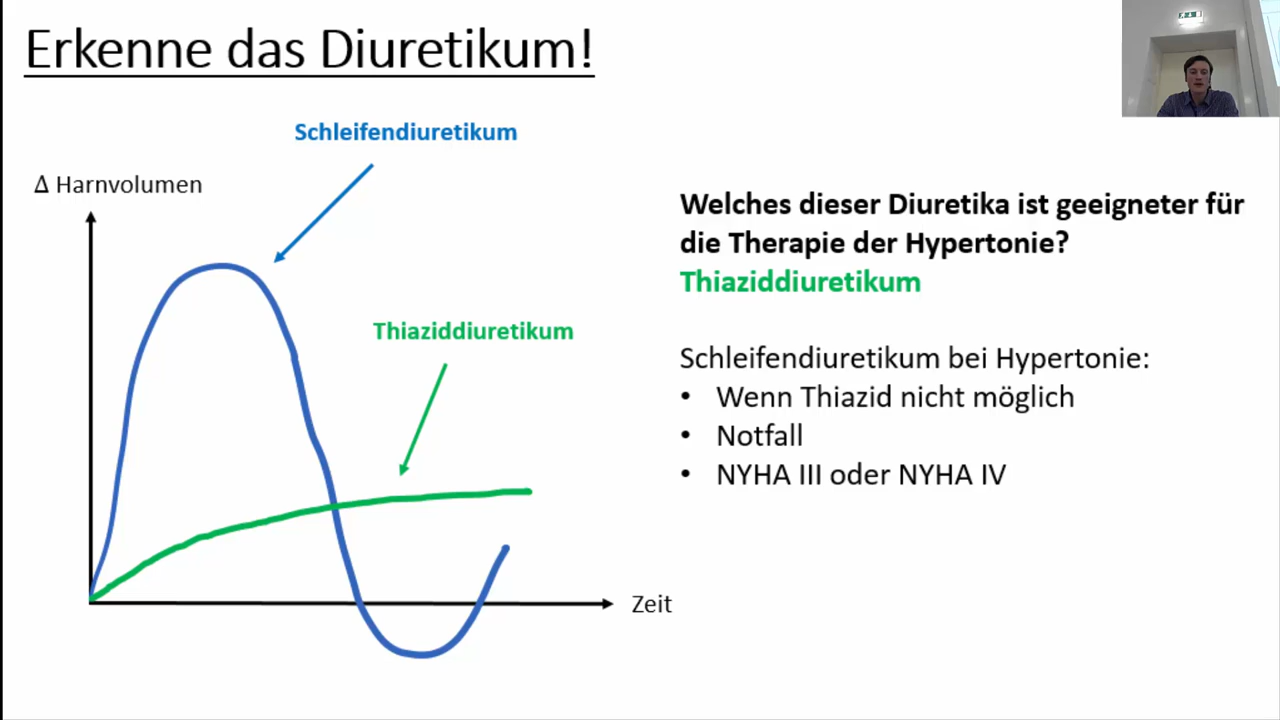 Erkenne das Diuretikum!
Schleifendiuretikum
Δ Harnvolumen
Thiaziddiuretikum
Zeit
Welches dieser Diuretika ist geeigneter für
die Therapie der Hypertonie?
Thiaziddiuretikum
Schleifendiuretikum bei Hypertonie:
• Wenn Thiazid nicht möglich
• Notfall
• NYHA III oder NYHA IV